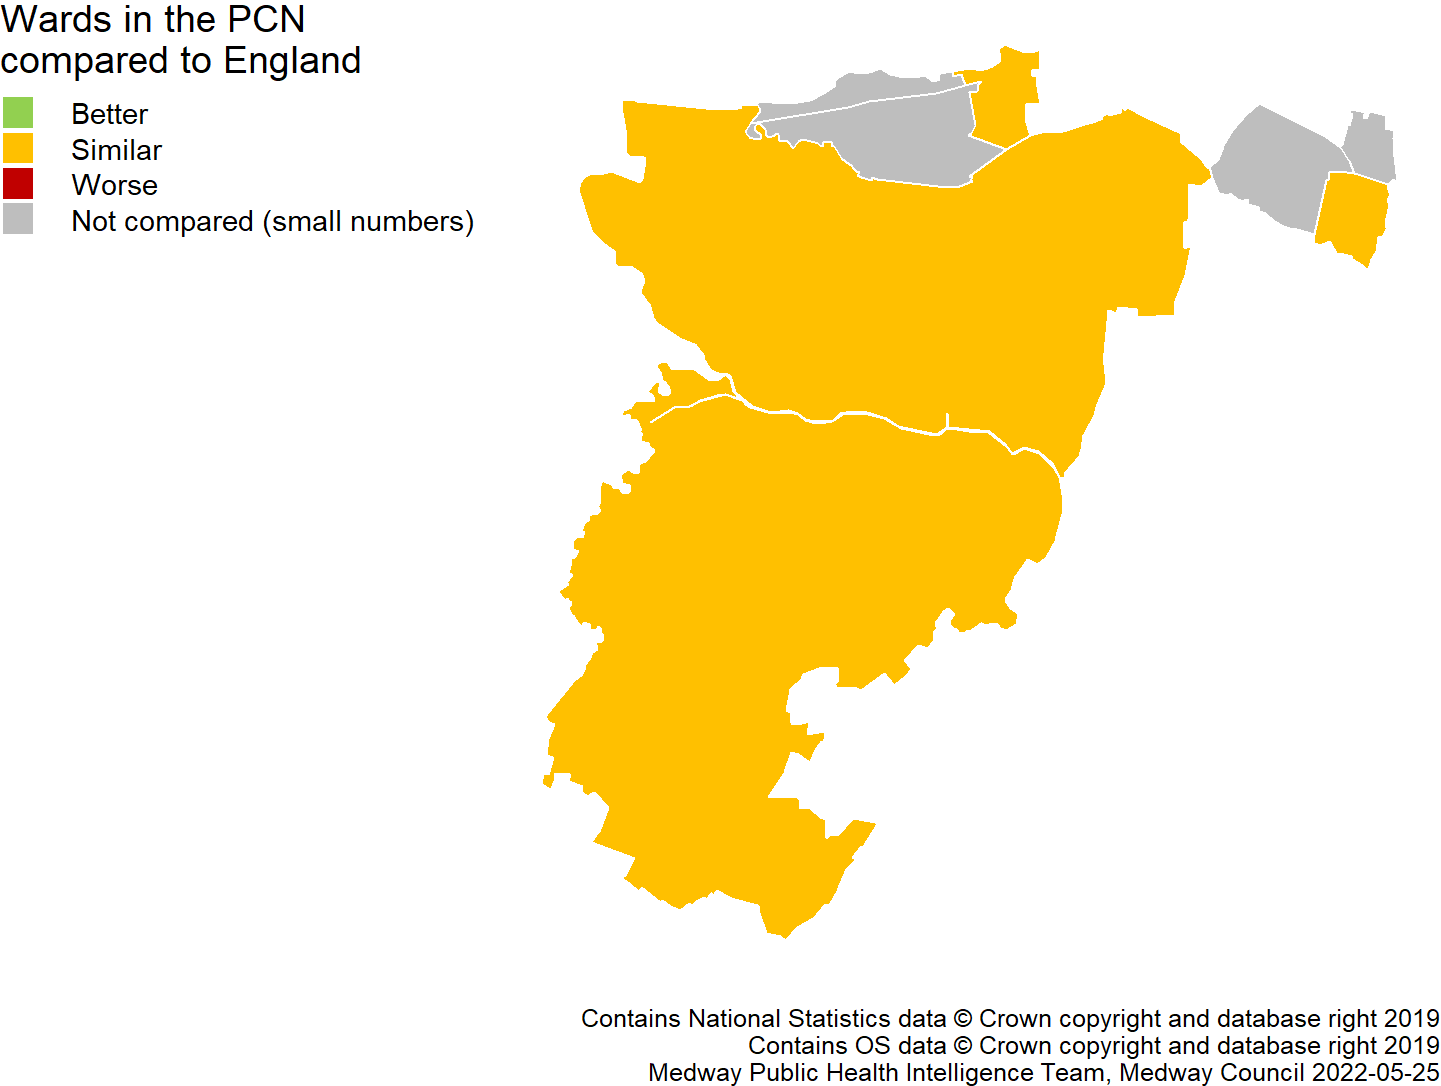 Wards in the PCN
compared to England
Better
Similar
Worse
Not compared (small numbers)
Contains National Statistics data © Crown copyright and database right 2019
Contains OS data © Crown copyright and database right 2019
Medway Public Health Intelligence Team, Medway Council 2022-05-25